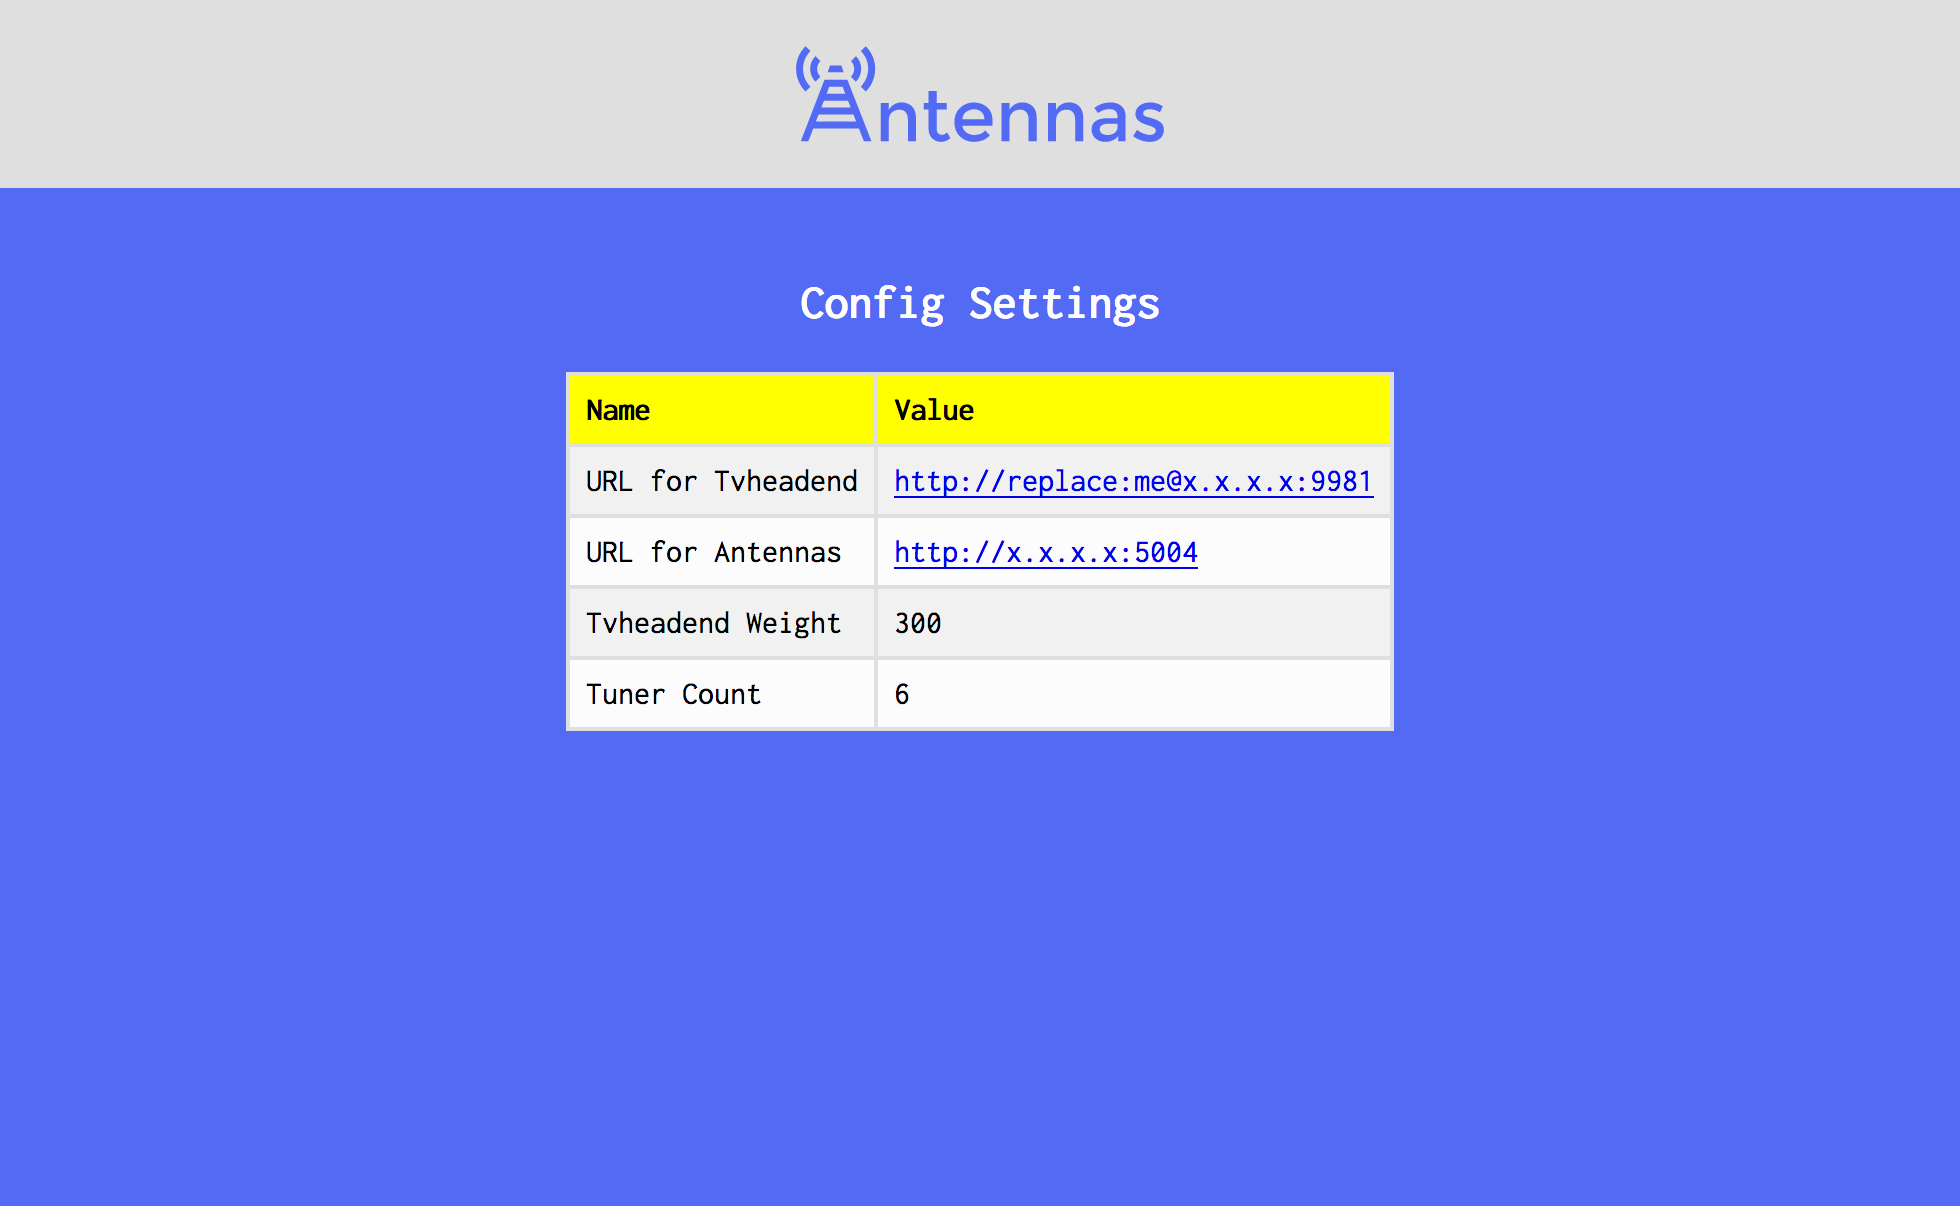 Antennas
Config Settings
Name Value
URL for Tvheadend http://replace:me@x.x.x.x:9981
URL for Antennas http://x.x.x.x:5004
Tvheadend Weight 300
Tuner Count 6